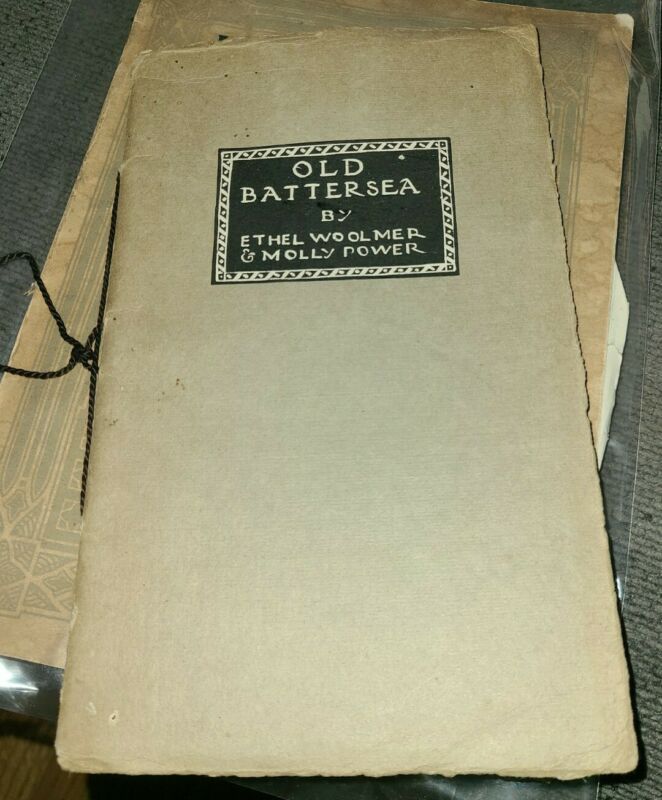 OLD
BATTERSEA
BY
ETHEL WOOLMER
& MOLLY POWER